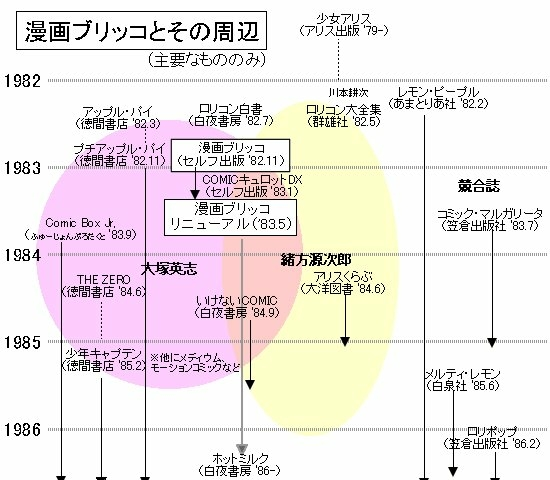 漫画ブリッコとその周辺
(主要なもののみ)
少女アリス
(アリス出版 '79-)
1982
川本耕次
レモン・ピープル
(あまとりあ社 '82.2)
アップル・パイ
(徳間書店 '82.3)
ロリコン白書
(白夜書房 '82.7)
ロリコン大全集
(群雄社 '82.5)
プチアップル・パイ
(徳間書店 '82.11)
漫画ブリッコ
(セルフ出版 '82.11)
1983
COMICキュロットDX
(セルフ出版 '83.1)
競合誌
漫画ブリッコ
リニューアル('83.5)
コミック・マルガリータ
(笠倉出版社 '83.7)
Comic Box Jr.
(ふゅーじょんぷろだくと '83.9)
1984
大塚英志
緒方源次郎
THE ZERO
(徳間書店 '84.6)
アリスくらぶ
(大洋図書 '84.6)
いけないCOMIC
(白夜書房 '84.9)
1985
少年キャプテン
(徳間書店 '85.2)
※他にメディウム、
モーションコミックなど
メルティ・レモン
(白泉社 '85.6)
1986
ロリポップ
(笠倉出版社 '86.2)
ホットミルク
(白夜書房 '86-)